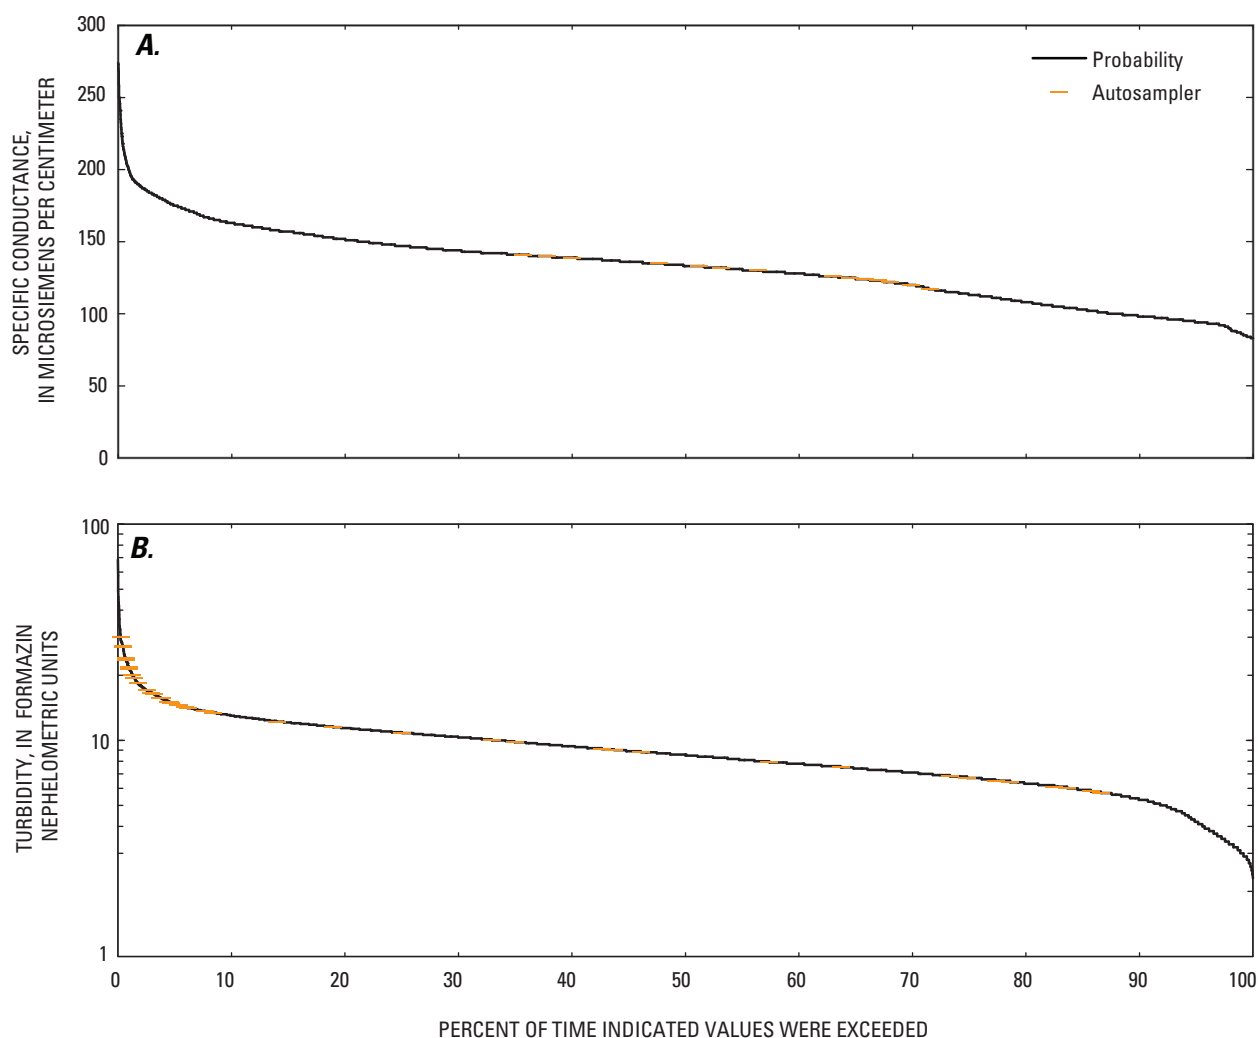 A.
Probability
Autosampler
SPECIFIC CONDUCTANCE,
IN MICROSIEMENS PER CENTIMETER
300
250
200
150
100
50
0
B.
TURBIDITY, IN FORMAZIN
NEPHELOMETRIC UNITS
100
10
1
0 10 20 30 40 50 60 70 80 90 100
PERCENT OF TIME INDICATED VALUES WERE EXCEEDED